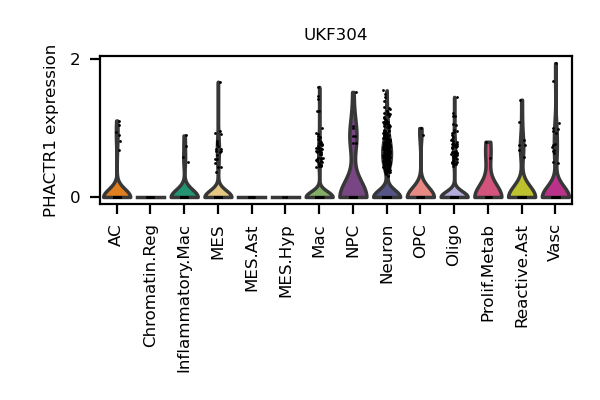 UKF304
PHACTR1 expression
2
0
AC
Chromatin.Reg
Inflammatory.Mac
MES
MES.Ast
MES.Hyp
Mac
NPC
Neuron
OPC
Oligo
Prolif.Metab
Reactive.Ast
Vasc